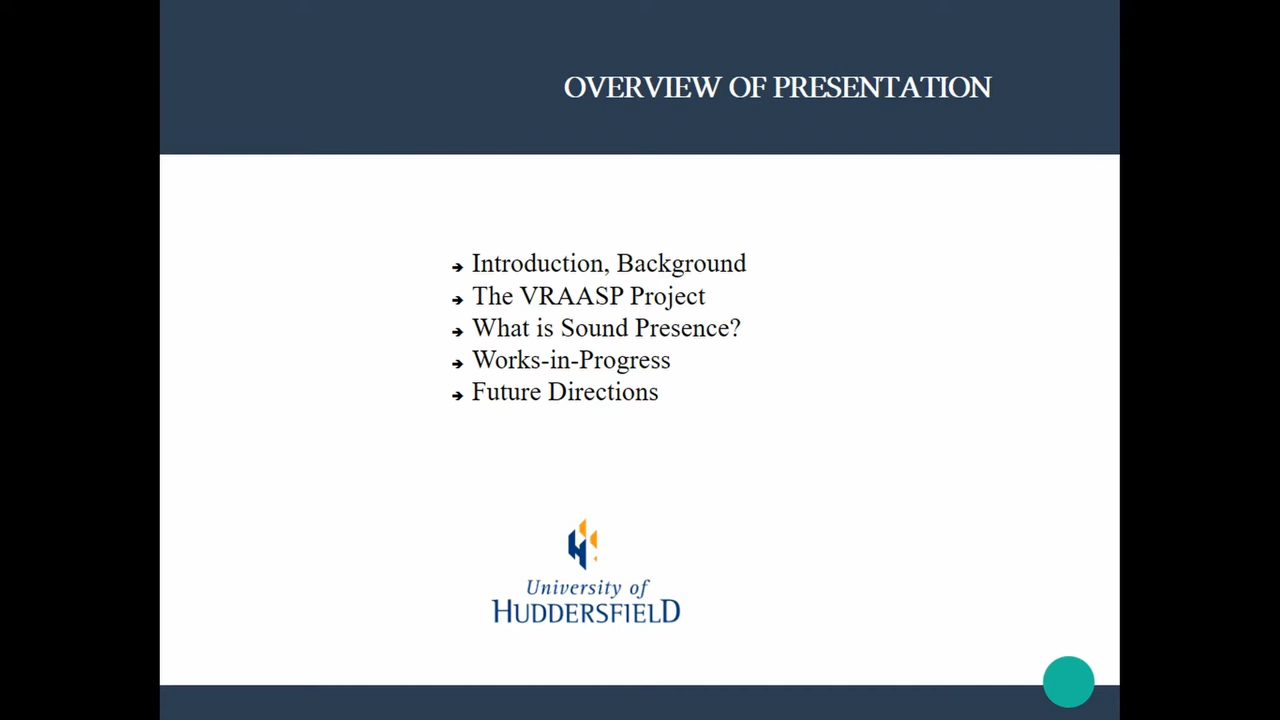 OVERVIEW OF PRESENTATION
➔ Introduction, Background
➔ The VRAASP Project
➔ What is Sound Presence?
➔ Works-in-Progress
➔ Future Directions
University of
HUDDERSFIELD